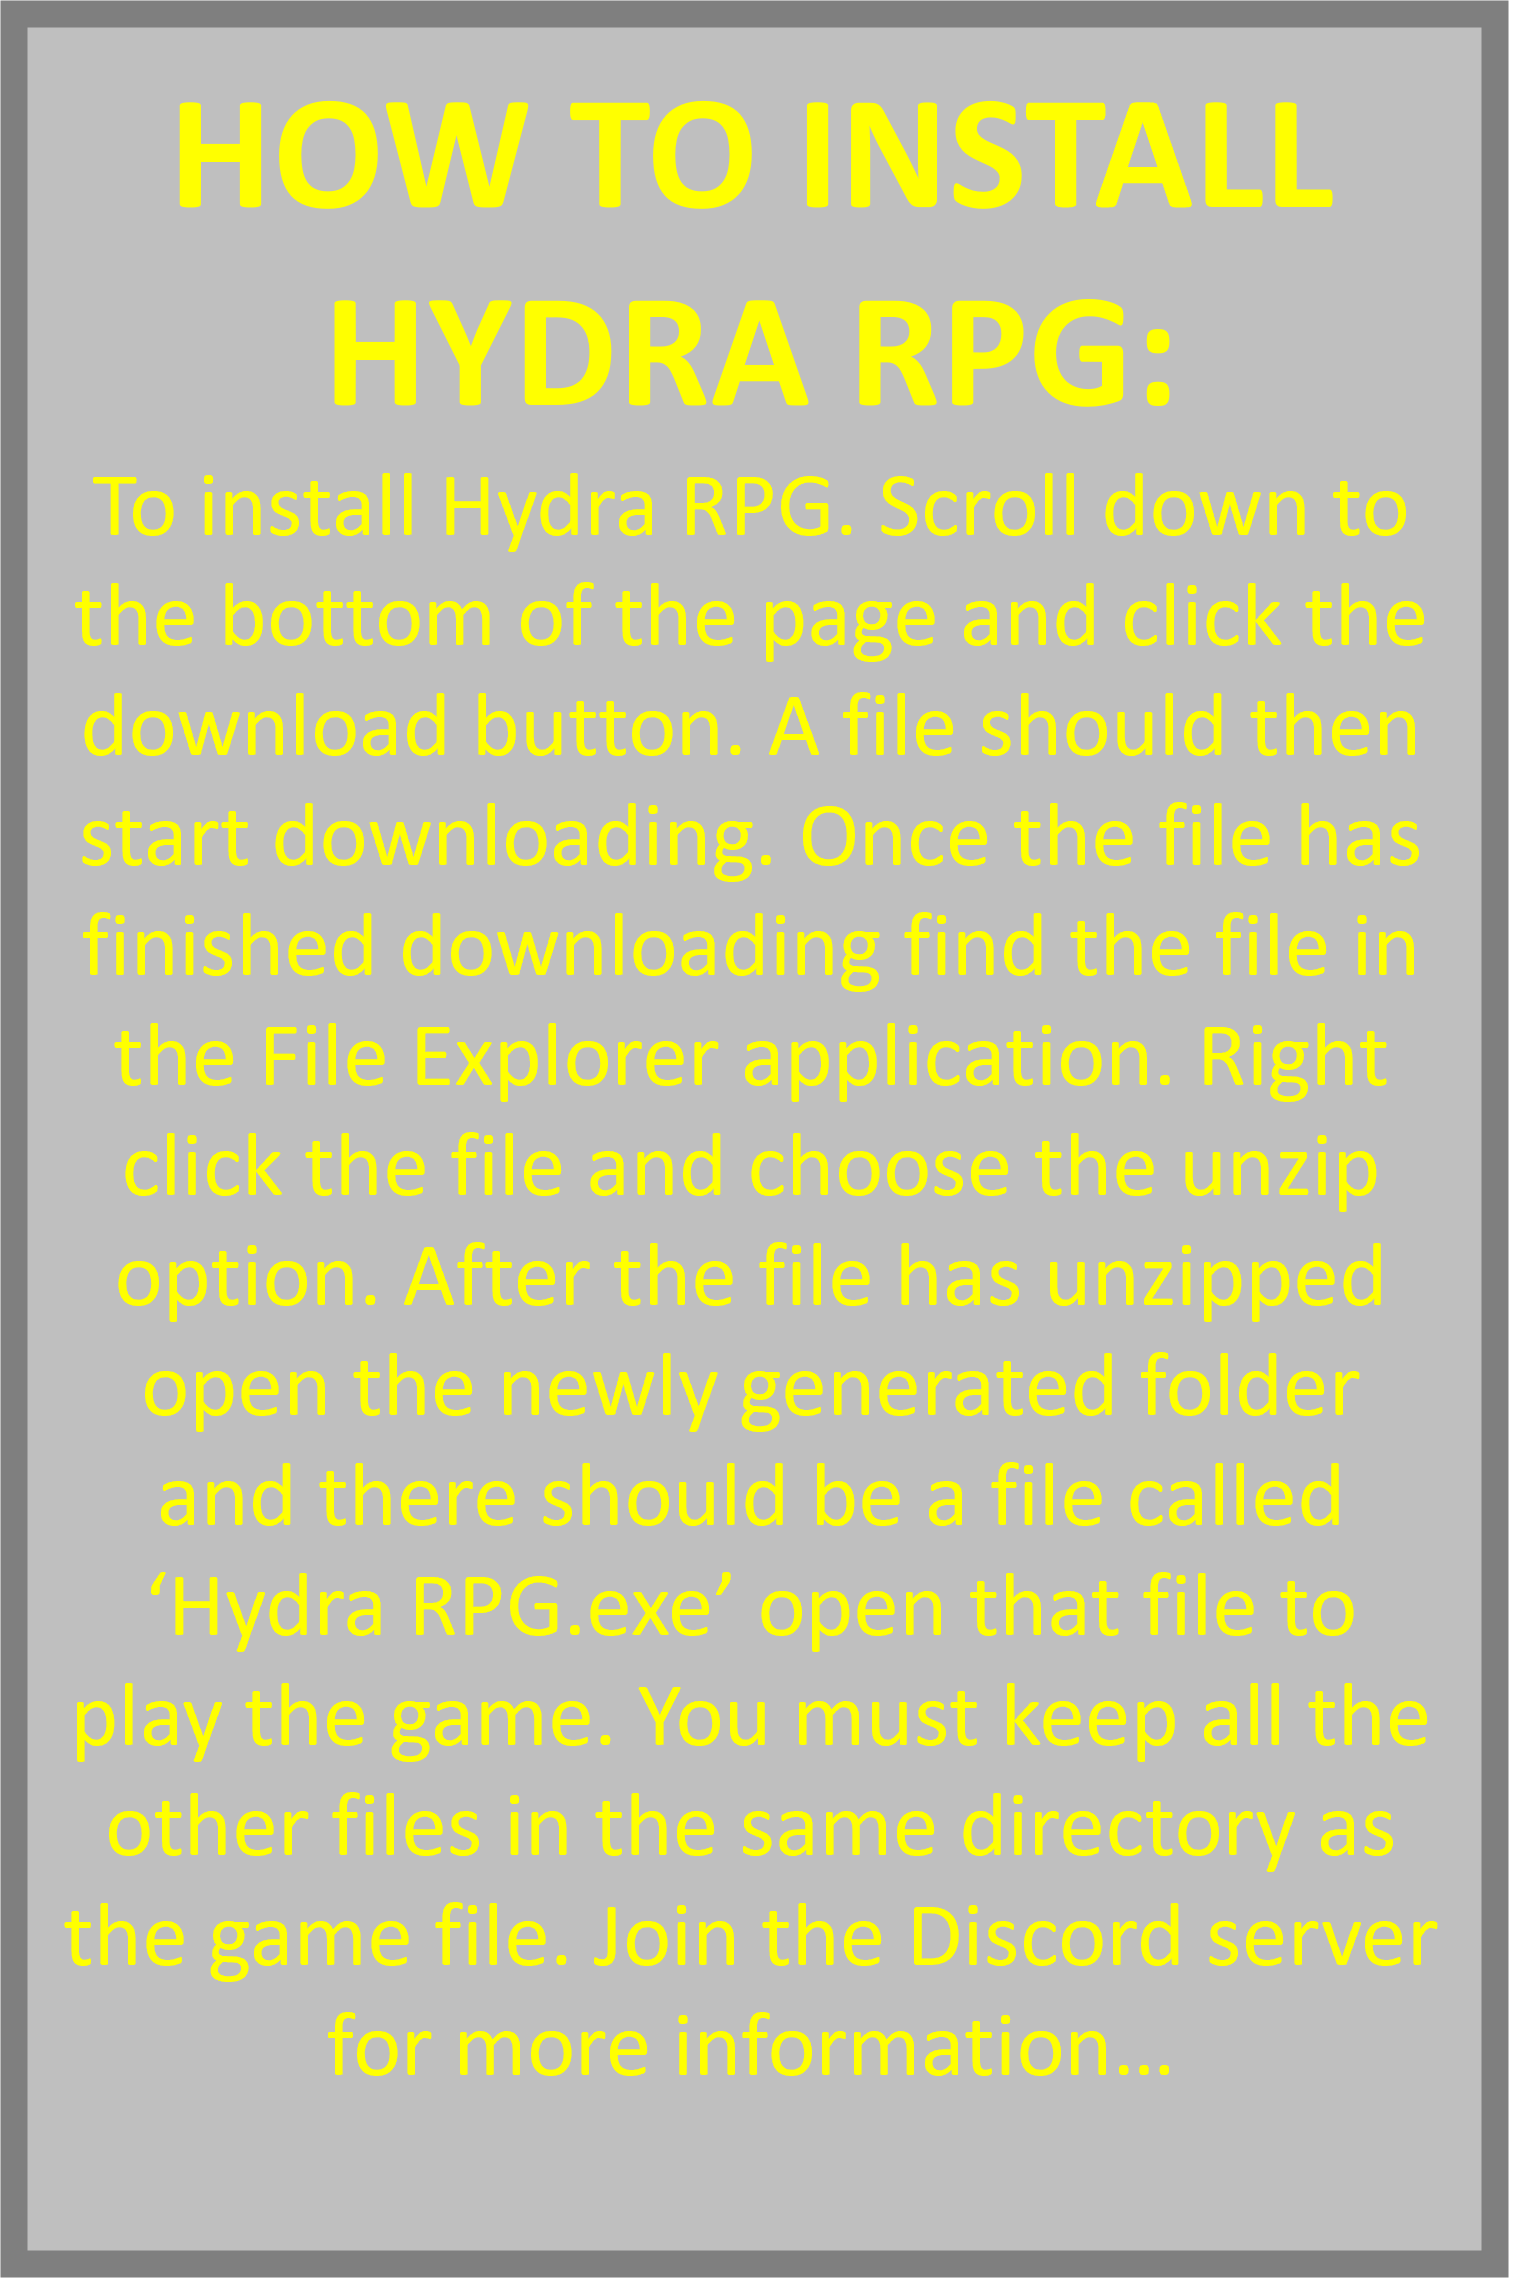 HOW TO INSTALL
HYDRA RPG:
To install Hydra RPG. Scroll down to
the bottom of the page and click the
download button. A file should then
start downloading. Once the file has
finished downloading find the file in
the File Explorer application. Right
click the file and choose the unzip
option. After the file has unzipped
open the newly generated folder
and there should be a file called
‘Hydra RPG.exe’ open that file to
play the game. You must keep all the
other files in the same directory as
the game file. Join the Discord server
for more information…